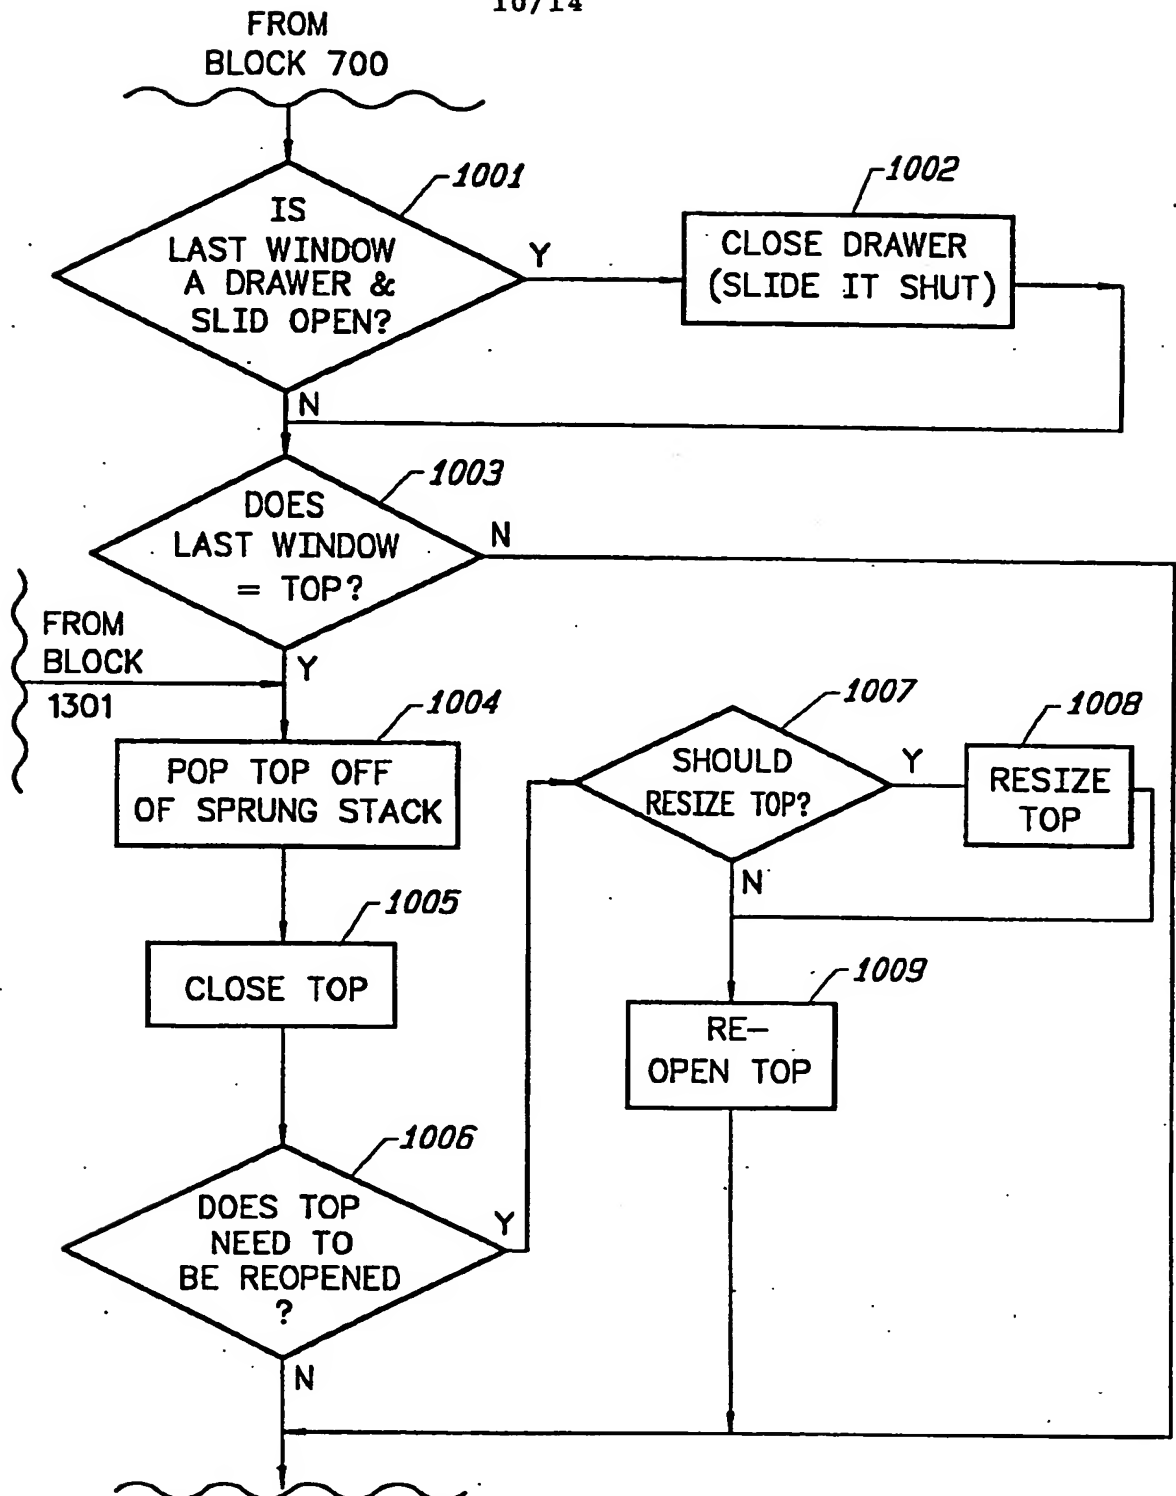 10/14
FROM
BLOCK 700
1001
IS
LAST WINDOW
A DRAWER &
SLID OPEN?
Y
N
1002
CLOSE DRAWER
(SLIDE IT SHUT)
1003
DOES
LAST WINDOW
= TOP?
N
Y
FROM
BLOCK
1301
1004
POP TOP OFF
OF SPRUNG STACK
1005
CLOSE TOP
1006
DOES TOP
NEED TO
BE REOPENED
?
Y
N
1007
SHOULD
RESIZE TOP?
Y
N
1008
RESIZE
TOP
1009
RE-
OPEN TOP